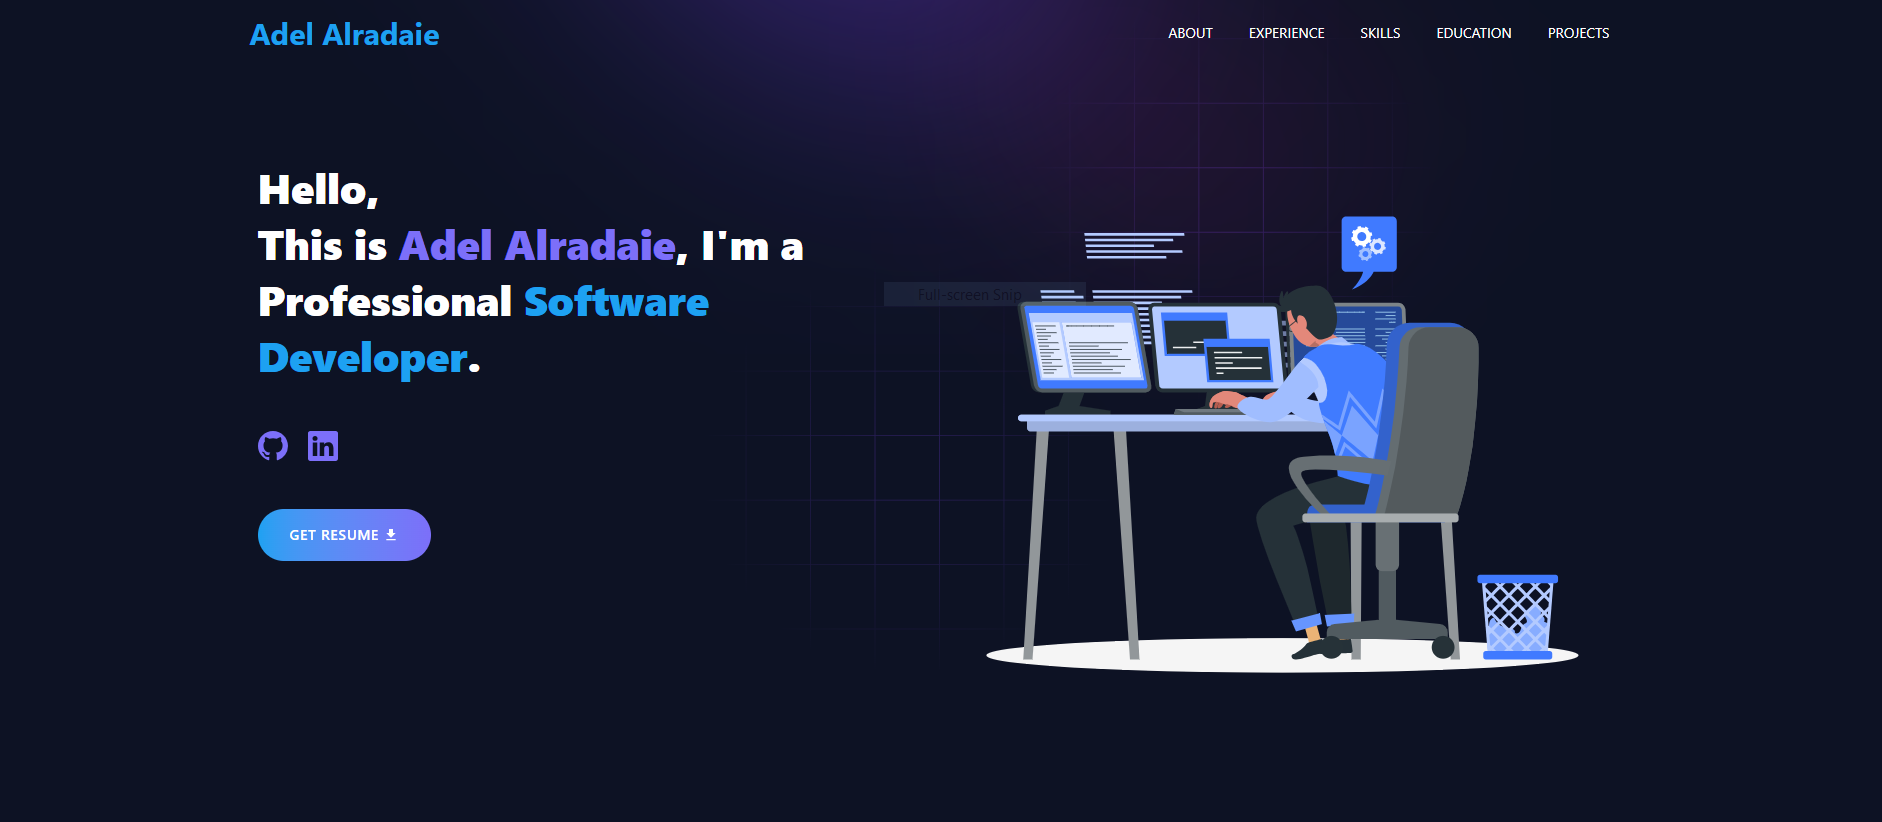 Adel Alradaie
ABOUT
EXPERIENCE
SKILLS
EDUCATION
PROJECTS
Hello,
This is Adel Alradaie, I'm a
Professional Software
Developer.
Full-screen Snip
in
GET RESUME